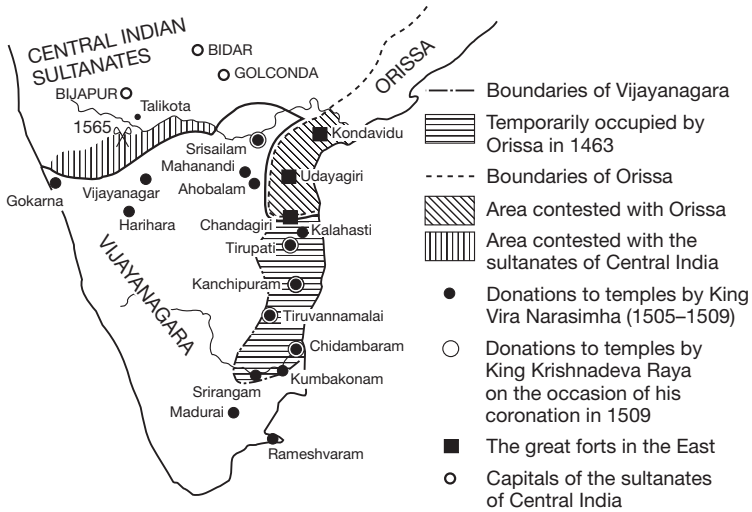 CENTRAL INDIAN
SULTANATES
BIDAR
GOLCONDA
ORISSA
BIJAPUR
Talikota
1565
Kondavidu
Srisailam
Mahanandi
Udayagiri
Ahobalam
Gokarna
Vijayanagar
Harihara
Chandagiri
Kalahasti
Tirupati
VIJAYANAGARA
Kanchipuram
Tiruvannamalai
Chidambaram
Kumbakonam
Srirangam
Madurai
Rameshvaram
Boundaries of Vijayanagara
Temporarily occupied by
Orissa in 1463
Boundaries of Orissa
Area contested with Orissa
Area contested with the
sultanates of Central India
Donations to temples by King
Vira Narasimha (1505–1509)
Donations to temples by
King Krishnadeva Raya
on the occasion of his
coronation in 1509
The great forts in the East
Capitals of the sultanates
of Central India